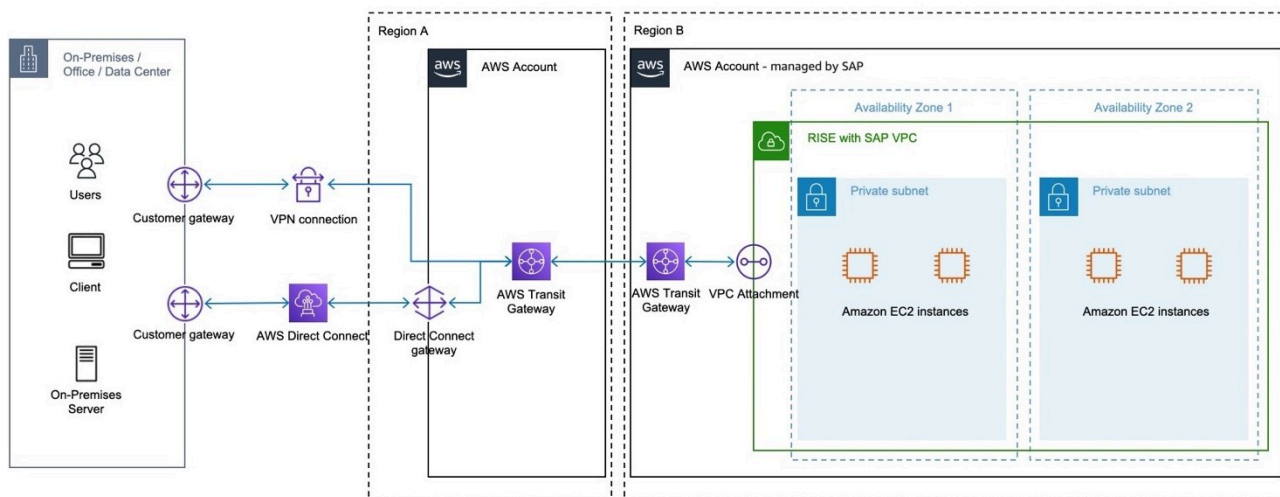 Region A
Region B
On-Premises /
Office / Data Center
aws
AWS Account
aws
AWS Account - managed by SAP
Availability Zone 1
Availability Zone 2
RISE with SAP VPC
Users
Private subnet
Private subnet
Customer gateway
VPN connection
Client
AWS Transit
Gateway
AWS Transit
Gateway
VPC Attachment
Amazon EC2 instances
Amazon EC2 instances
Customer gateway
AWS Direct Connect
Direct Connect
gateway
On-Premises
Server